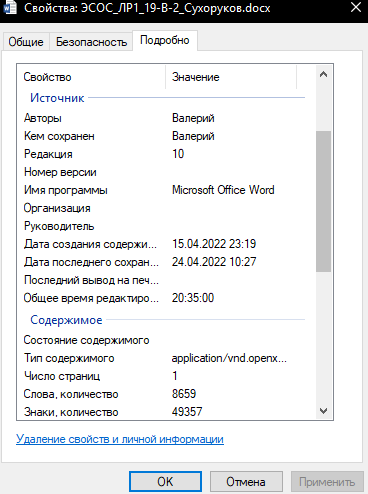 Свойства: ЭСОС_ЛР1_19-В-2_Сухоруков.docx
Общие Безопасность Подробно
Свойство Значение
Источник
Авторы Валерий
Кем сохранен Валерий
Редакция 10
Номер версии
Имя программы Microsoft Office Word
Организация
Руководитель
Дата создания содержи... 15.04.2022 23:19
Дата последнего сохран... 24.04.2022 10:27
Последний вывод на печ...
Общее время редактиро... 20:35:00
Содержимое
Состояние содержимого
Тип содержимого application/vnd.openx...
Число страниц 1
Слова, количество 8659
Знаки, количество 49357
Удаление свойств и личной информации
OK Отмена Применить